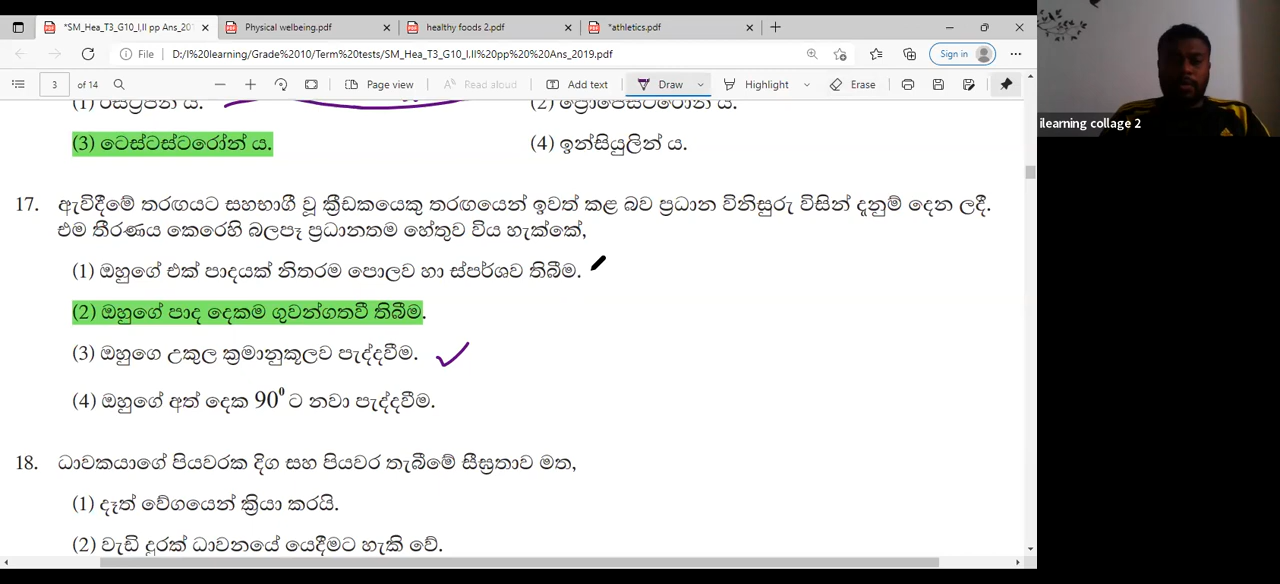 *SM_Hea_T3_G10_I,II pp Ans_201
Physical welbeing.pdf
healthy foods 2.pdf
*athletics.pdf
File D:/I%20learning/Grade%2010/Term%20tests/SM_Hea_T3_G10_I.II%20pp%20%20Ans_2019.pdf
Sign in
3 of 14
Page view
Read aloud
Add text
Draw
Highlight
Erase
ilearning collage 2
(3) ටෙස්ටස්ටරෝන් ය.
(4) ඉන්සියුලින් ය.
17. ඇවිදීමේ තරඟයට සහභාගී වූ ක්‍රීඩකයෙකු තරඟයෙන් ඉවත් කළ බව ප්‍රධාන විනිසුරු විසින් දැනුම් දෙන ලදී.
එම තීරණය කෙරෙහි බලපෑ ප්‍රධානතම හේතුව විය හැක්කේ,
(1) ඔහුගේ එක් පාදයක් නිතරම පොලව හා ස්පර්ශව තිබීම.
(2) ඔහුගේ පාද දෙකම ගුවන්ගතවී තිබීම.
(3) ඔහුගෙ උකුල ක්‍රමානුකූලව පැද්දවීම.
(4) ඔහුගේ අත් දෙක 90⁰ ට නවා පැද්දවීම.
18. ධාවකයාගේ පියවරක දිග සහ පියවර තැබීමේ සීඝ්‍රතාව මත,
(1) දෑත් වේගයෙන් ක්‍රියා කරයි.
(2) වැඩි දුරක් ධාවනයේ යෙදීමට හැකි වේ.